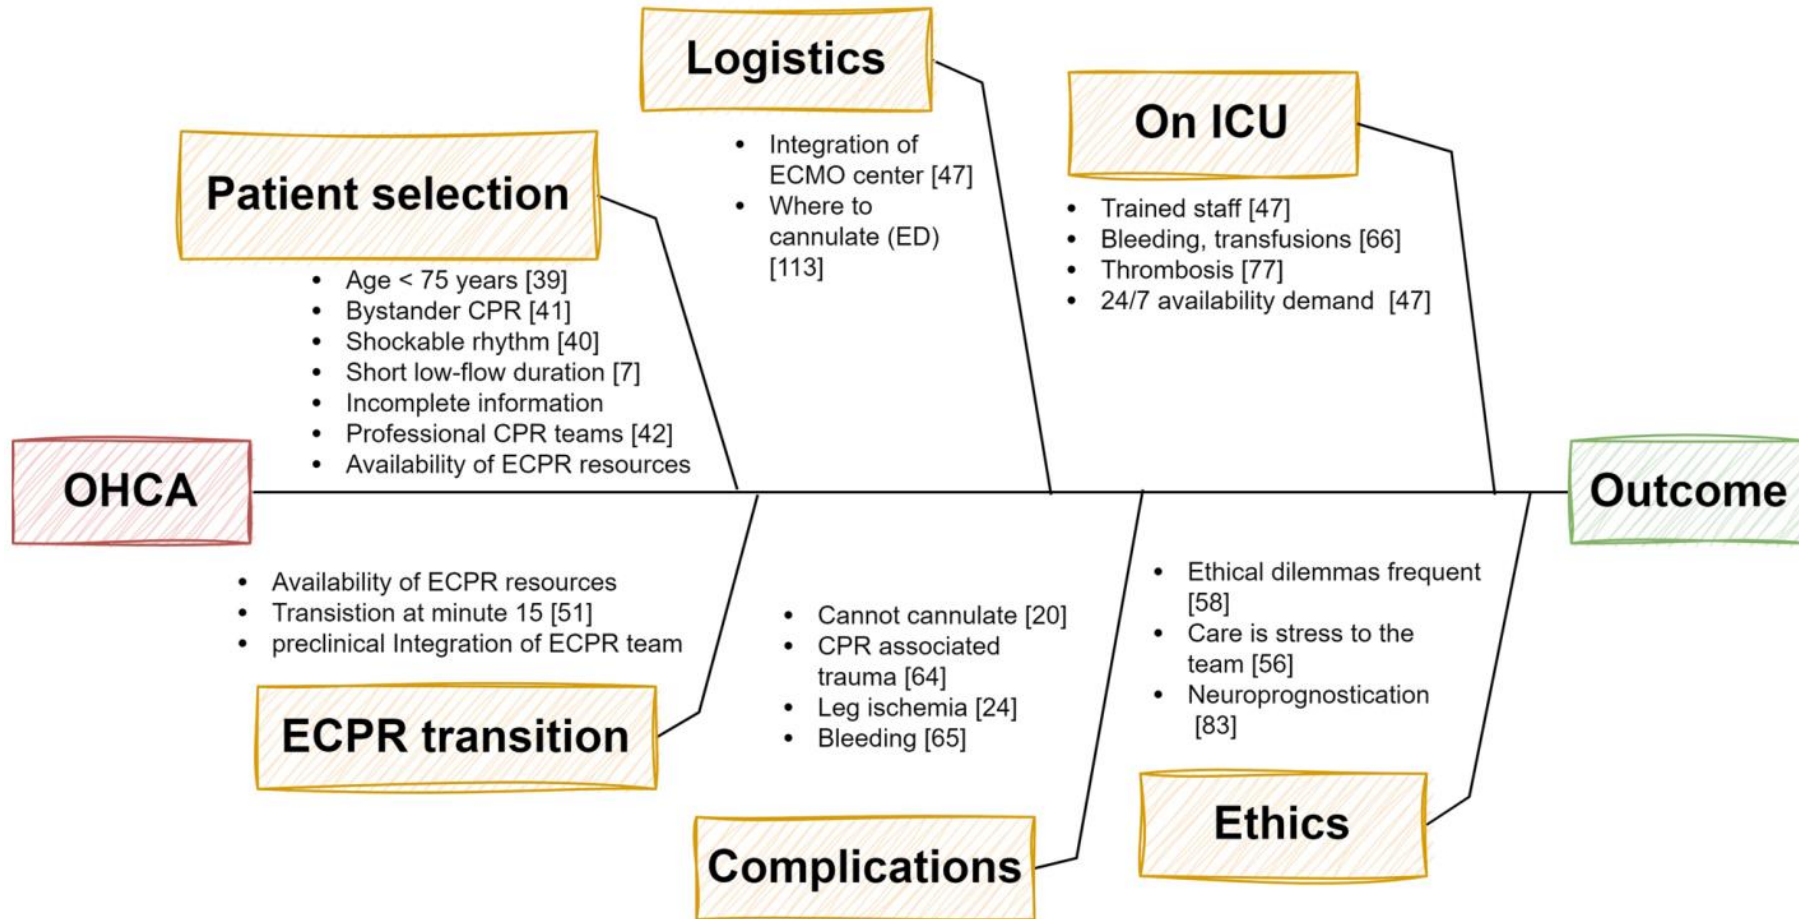 Logistics
• Integration of
ECMO center [47]
• Where to
cannulate (ED)
[113]
On ICU
• Trained staff [47]
• Bleeding, transfusions [66]
• Thrombosis [77]
• 24/7 availability demand [47]
Patient selection
• Age < 75 years [39]
• Bystander CPR [41]
• Shockable rhythm [40]
• Short low-flow duration [7]
• Incomplete information
• Professional CPR teams [42]
• Availability of ECPR resources
OHCA
Outcome
• Availability of ECPR resources
• Transistion at minute 15 [51]
• preclinical Integration of ECPR team
ECPR transition
• Cannot cannulate [20]
• CPR associated
trauma [64]
• Leg ischemia [24]
• Bleeding [65]
Complications
• Ethical dilemmas frequent
[58]
• Care is stress to the
team [56]
• Neuroprognostication
[83]
Ethics